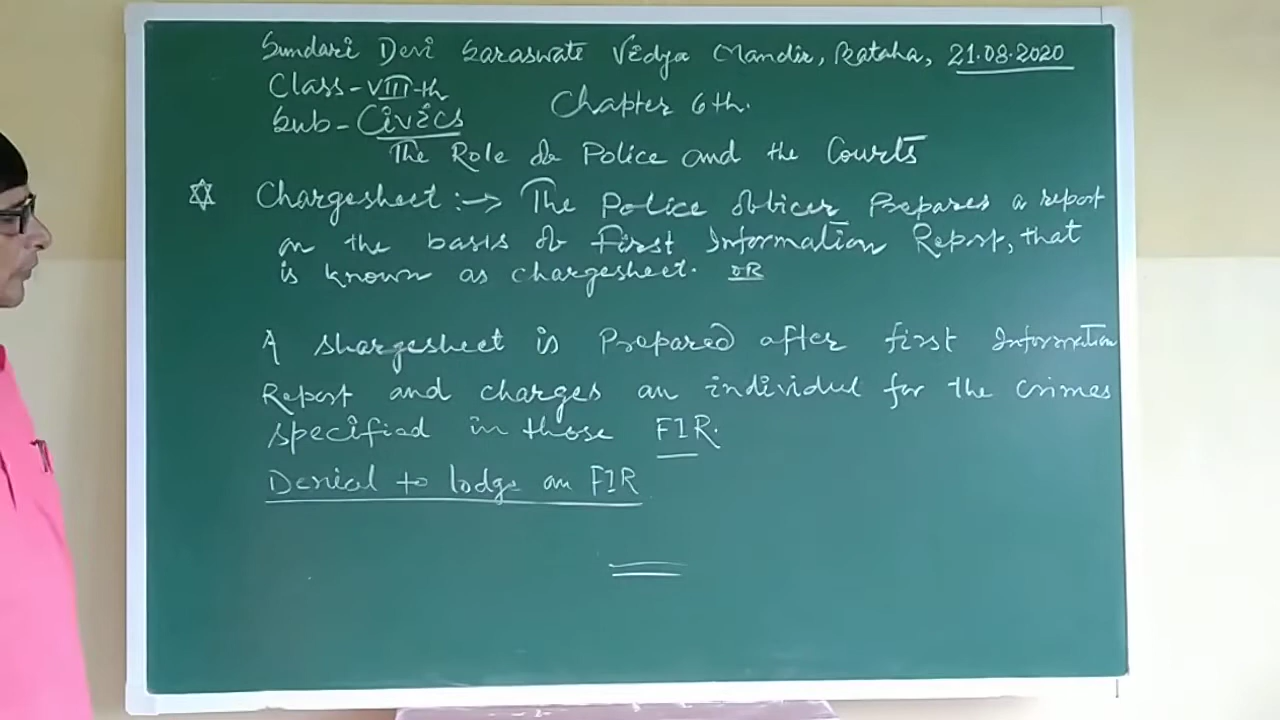 Sundari Devi Saraswati Vidya Mandir, Rataha, 21.08.2020
Class-VIII-th
Chapter 6th.
Sub-Civics
The Role of Police and the Courts
Chargesheet :-> The Police officer Prepares a report
on the basis of First Information Report, that
is known as chargesheet. OR
A shargesheet is Prepared after first Information
Report and charges an individul for the crimes
specified in those FIR.
Denial to lodge an FIR